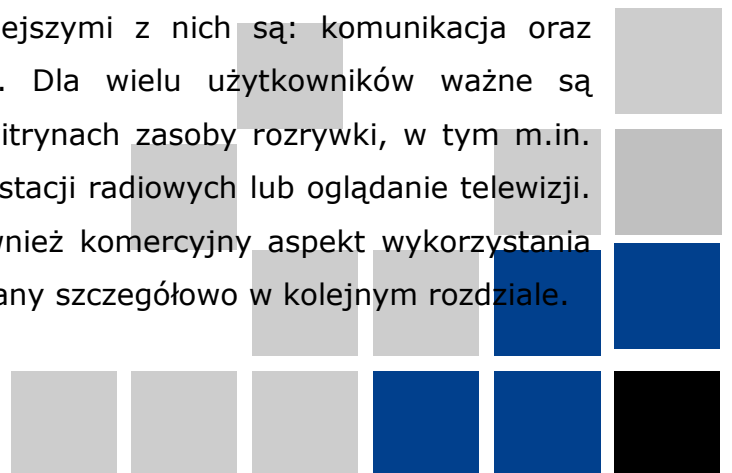 ejszymi z nich są: komunikacja oraz
. Dla wielu użytkowników ważne są
itrynach zasoby rozrywki, w tym m.in.
stacji radiowych lub oglądanie telewizji.
wnież komercyjny aspekt wykorzystania
any szczegółowo w kolejnym rozdziale.